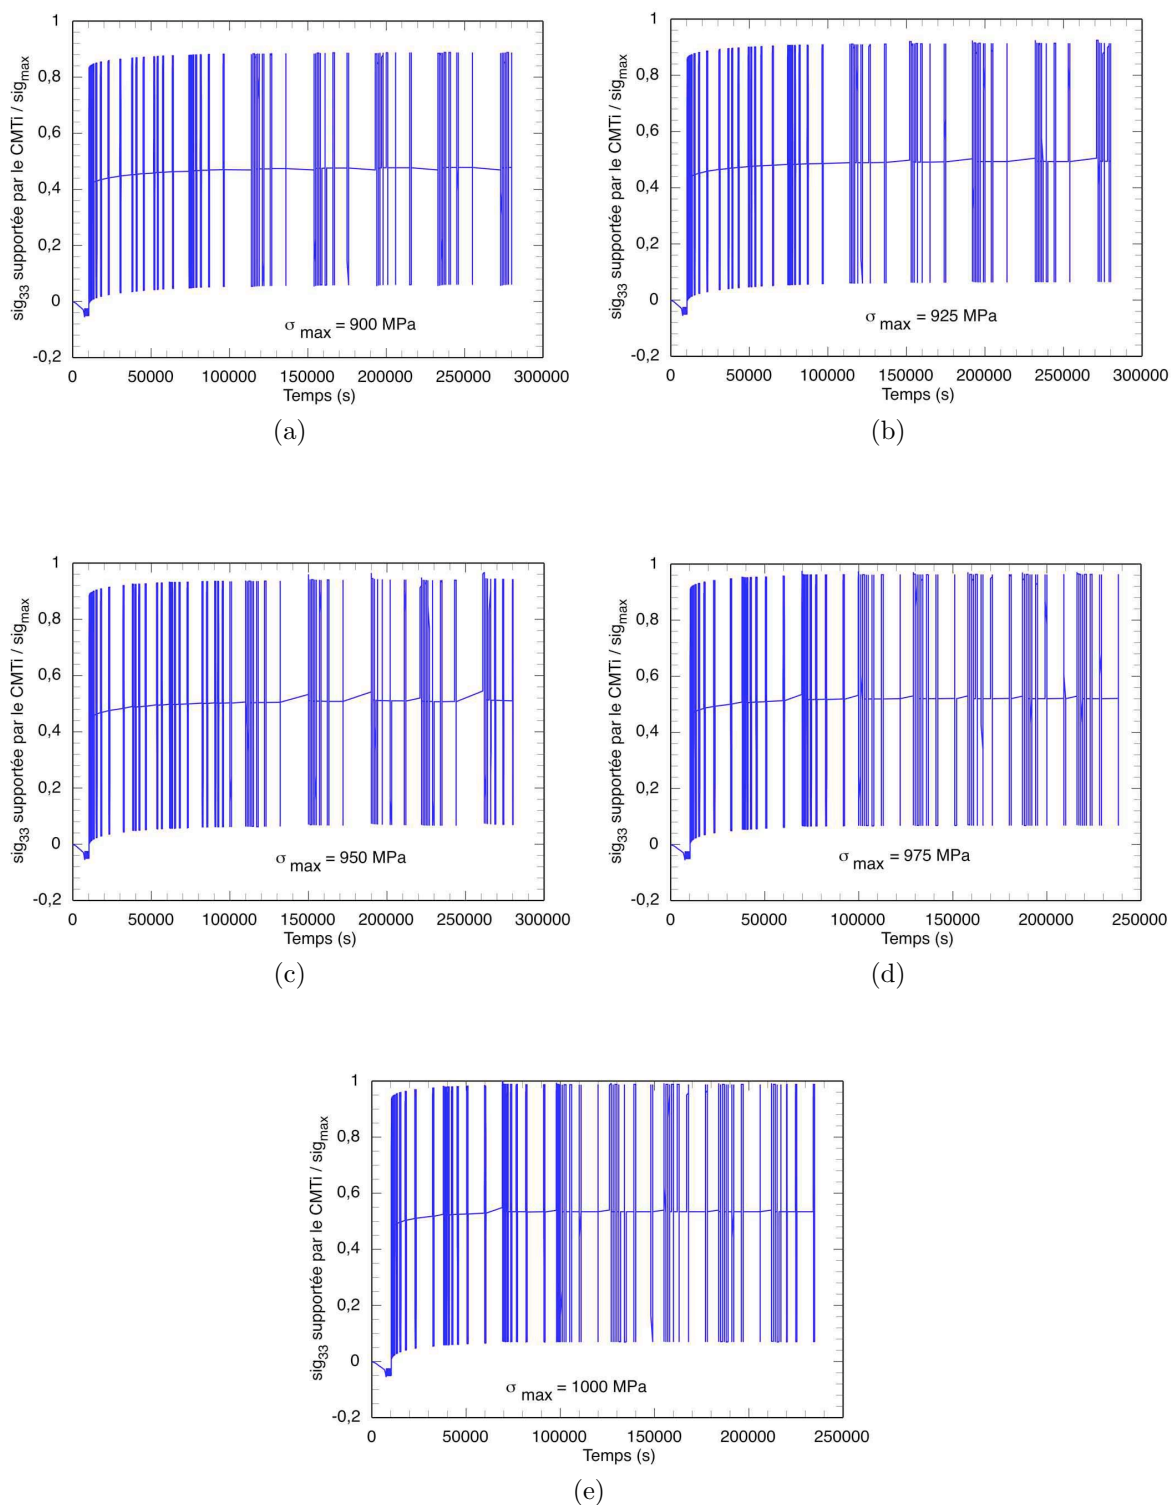 1
0,8
0,6
0,4
0,2
0
-0,2
sig33 supportée par le CMTi / sigmax
σ max = 900 MPa
0 50000 100000 150000 200000 250000 300000
Temps (s)
(a)
1
0,8
0,6
0,4
0,2
0
-0,2
sig33 supportée par le CMTi / sigmax
σ max = 925 MPa
0 50000 100000 150000 200000 250000 300000
Temps (s)
(b)
1
0,8
0,6
0,4
0,2
0
-0,2
sig33 supportée par le CMTi / sigmax
σ max = 950 MPa
0 50000 100000 150000 200000 250000 300000
Temps (s)
(c)
1
0,8
0,6
0,4
0,2
0
-0,2
sig33 supportée par le CMTi / sigmax
σ max = 975 MPa
0 50000 100000 150000 200000 250000
Temps (s)
(d)
1
0,8
0,6
0,4
0,2
0
-0,2
sig33 supportée par le CMTi / sigmax
σ max = 1000 MPa
0 50000 100000 150000 200000 250000
Temps (s)
(e)